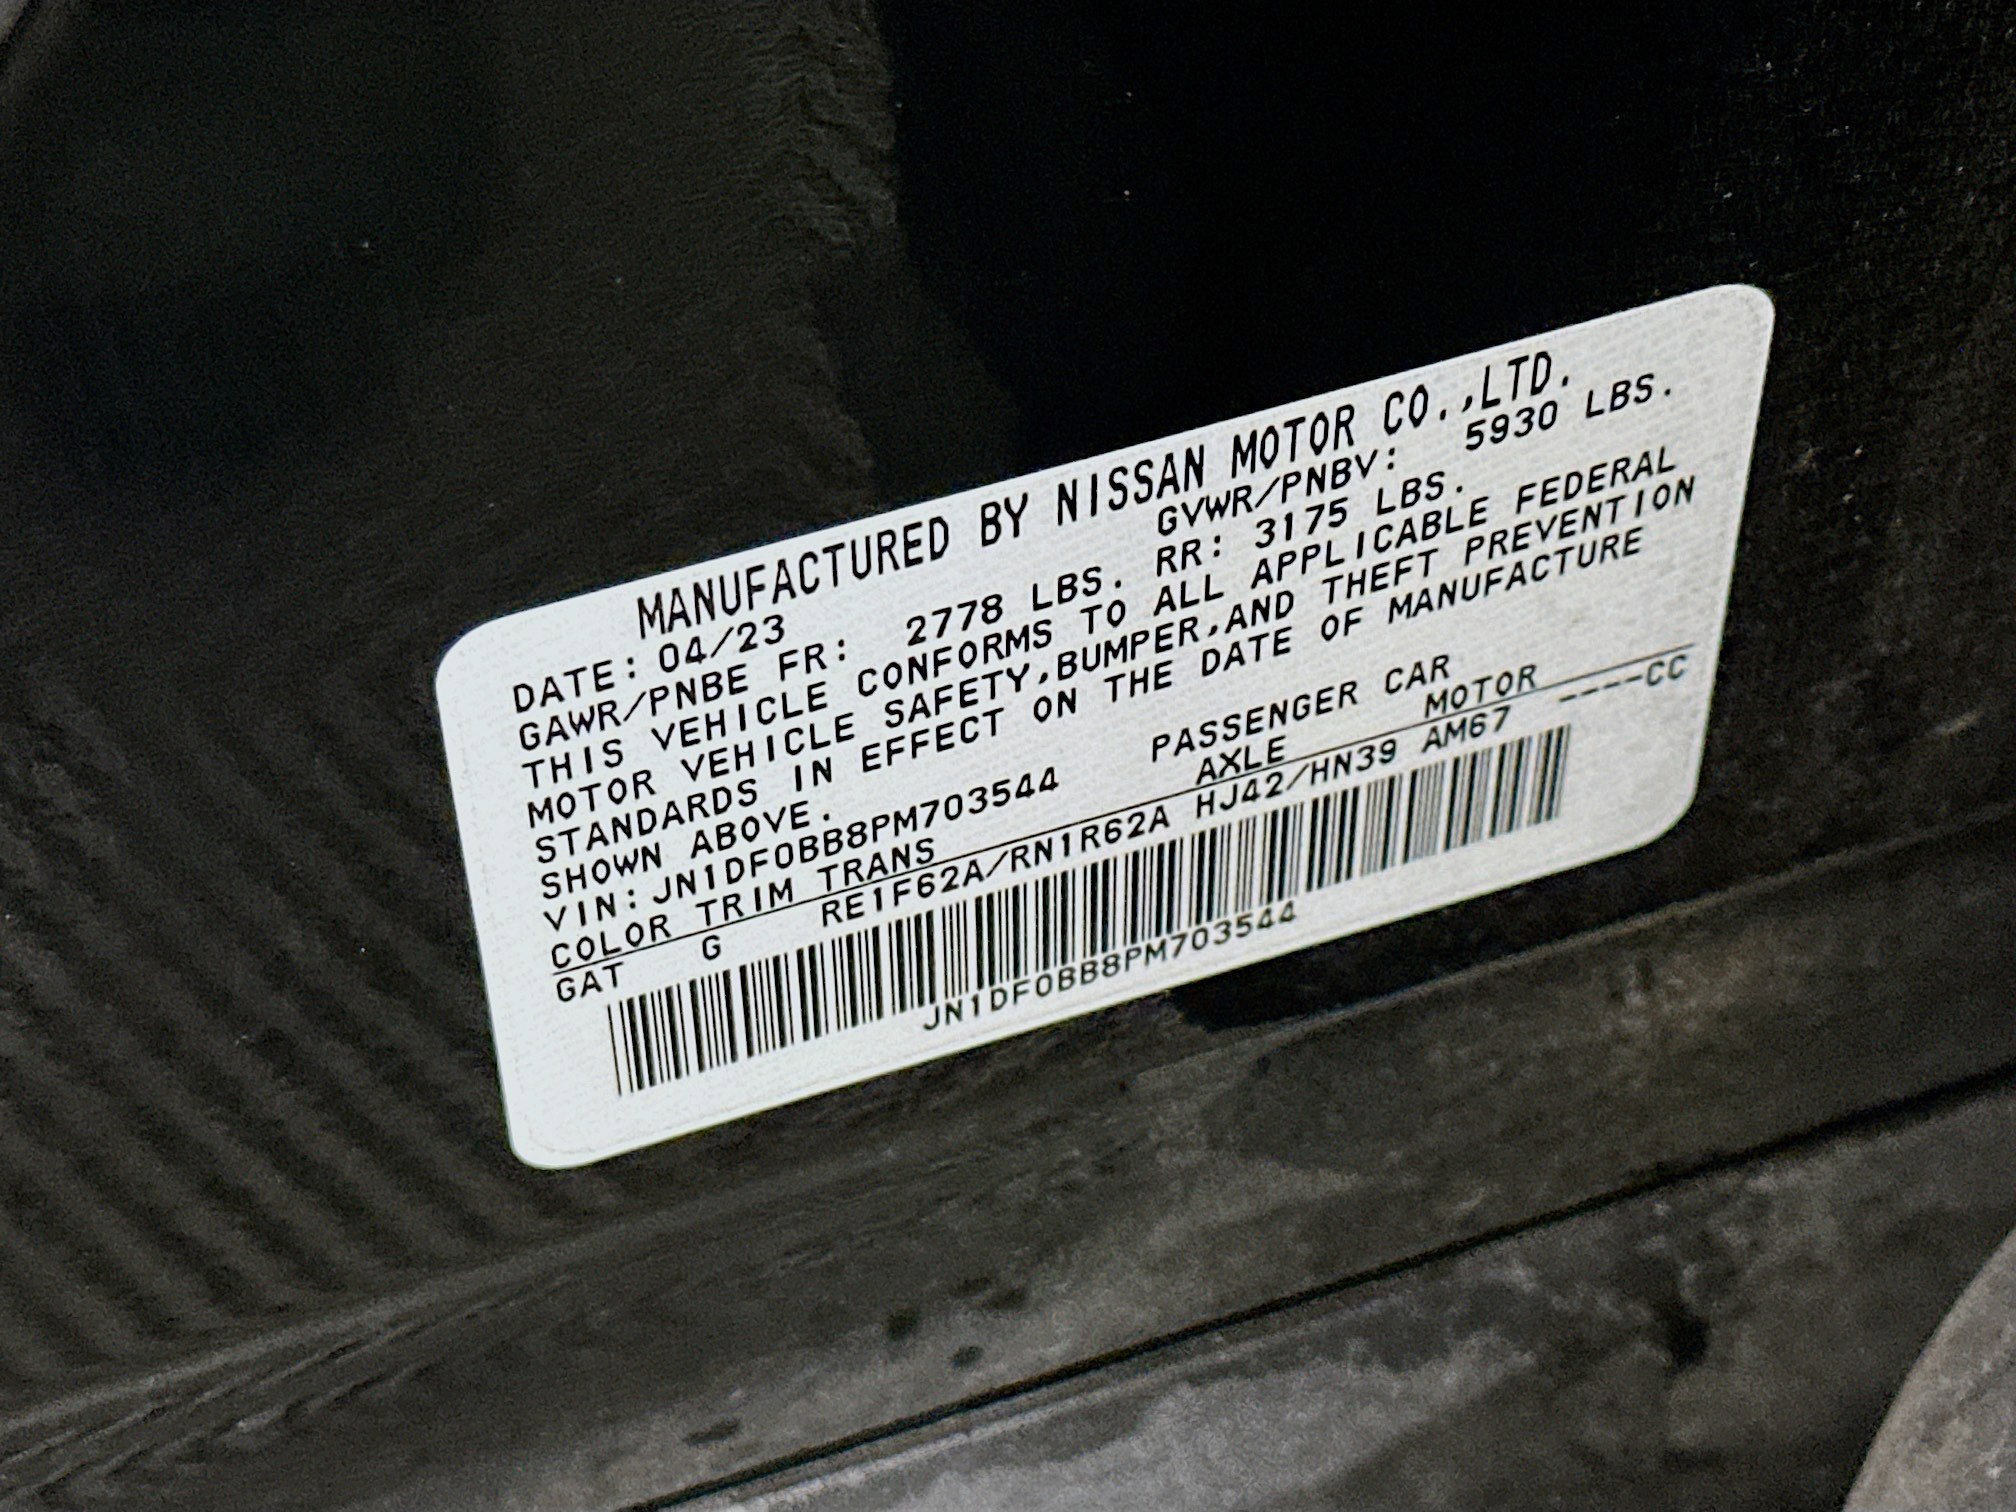 MANUFACTURED BY NISSAN MOTOR CO.,LTD.
DATE: 04/23 GVWR/PNBV: 5930 LBS.
GAWR/PNBE FR: 2778 LBS. RR: 3175 LBS.
THIS VEHICLE CONFORMS TO ALL APPLICABLE FEDERAL
MOTOR VEHICLE SAFETY,BUMPER,AND THEFT PREVENTION
STANDARDS IN EFFECT ON THE DATE OF MANUFACTURE
SHOWN ABOVE.
VIN:JN1DF0BB8PM703544 PASSENGER CAR
COLOR TRIM TRANS AXLE MOTOR
GAT G RE1F62A/RN1R62A HJ42/HN39 AM67 ----CC
JN1DF0BB8PM703544